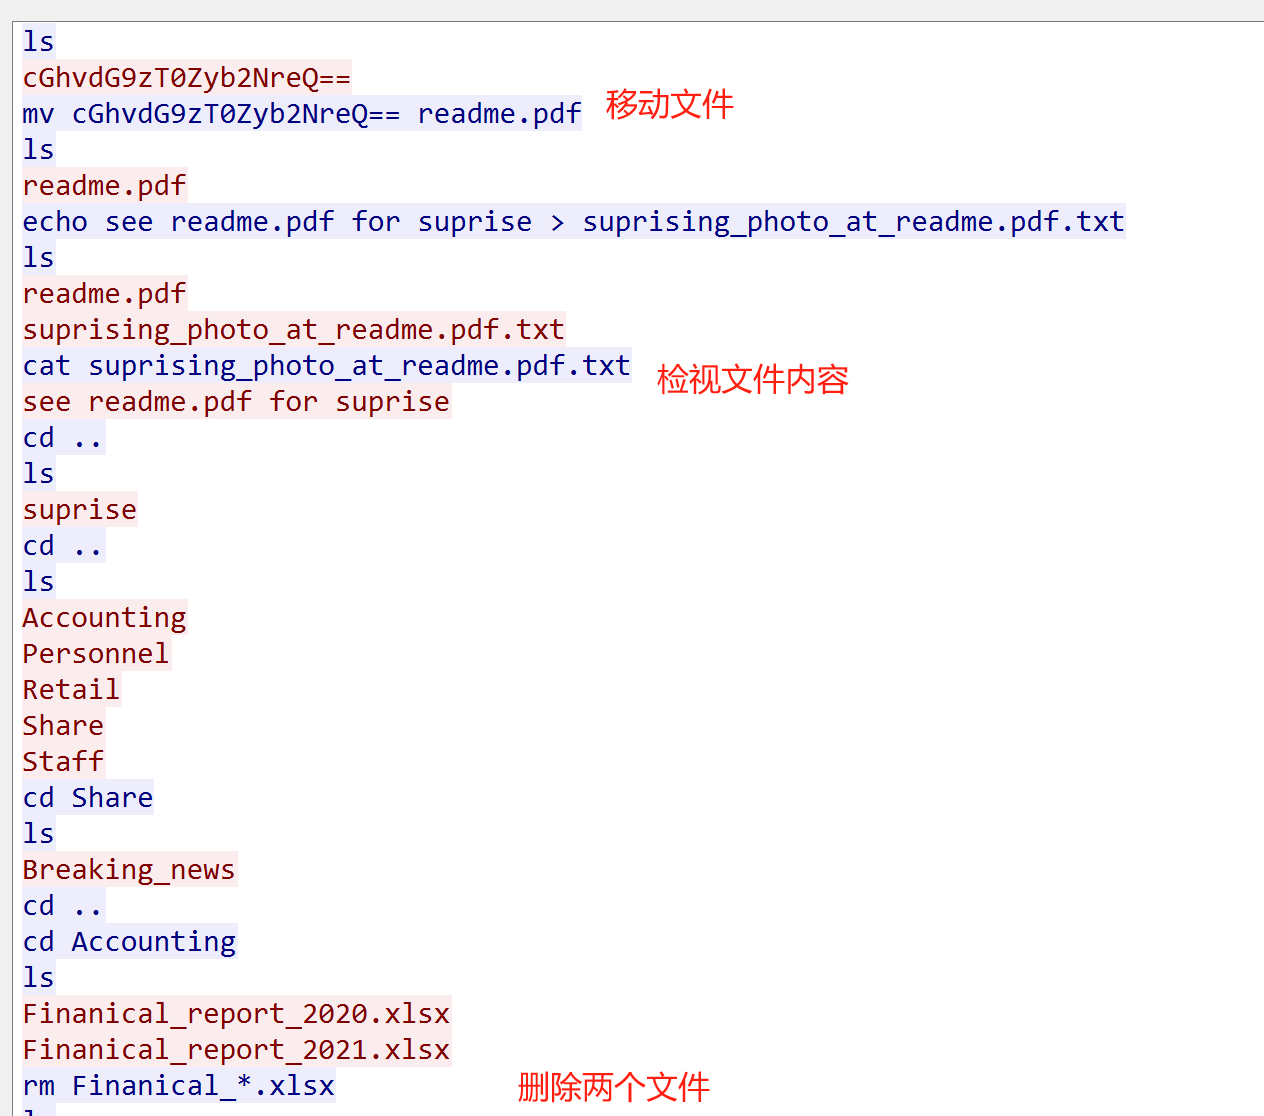 ls
cGhvdG9zT0Zyb2NreQ==
mv cGhvdG9zT0Zyb2NreQ== readme.pdf 移动文件
ls
readme.pdf
echo see readme.pdf for suprise > suprising_photo_at_readme.pdf.txt
ls
readme.pdf
suprising_photo_at_readme.pdf.txt
cat suprising_photo_at_readme.pdf.txt 检视文件内容
see readme.pdf for suprise
cd ..
ls
suprise
cd ..
ls
Accounting
Personnel
Retail
Share
Staff
cd Share
ls
Breaking_news
cd ..
cd Accounting
ls
Finanical_report_2020.xlsx
Finanical_report_2021.xlsx
rm Finanical_*.xlsx 删除两个文件